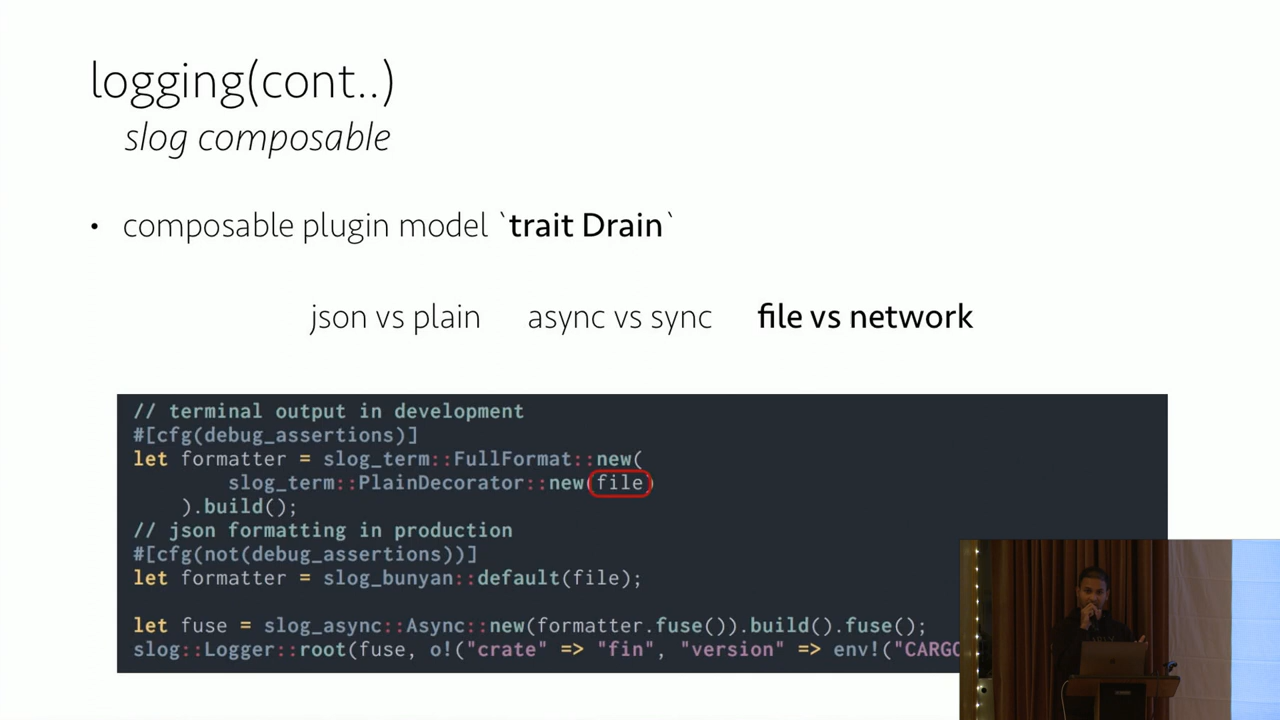 logging(cont..)
slog composable
• composable plugin model `trait Drain`
json vs plain async vs sync file vs network
// terminal output in development
#[cfg(debug_assertions)]
let formatter = slog_term::FullFormat::new(
slog_term::PlainDecorator::new(file)
).build();
// json formatting in production
#[cfg(not(debug_assertions))]
let formatter = slog_bunyan::default(file);
let fuse = slog_async::Async::new(formatter.fuse()).build().fuse();
slog::Logger::root(fuse, o!("crate" => "fin", "version" => env!("CARGO